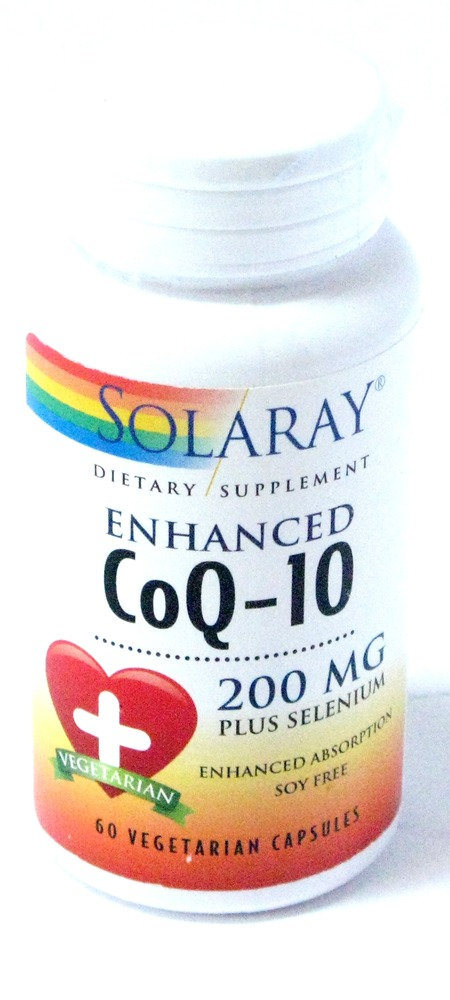 SOLARAY®
DIETARY SUPPLEMENT
ENHANCED
CoQ-10
200 MG
PLUS SELENIUM
ENHANCED ABSORPTION
SOY FREE
VEGETARIAN
60 VEGETARIAN CAPSULES